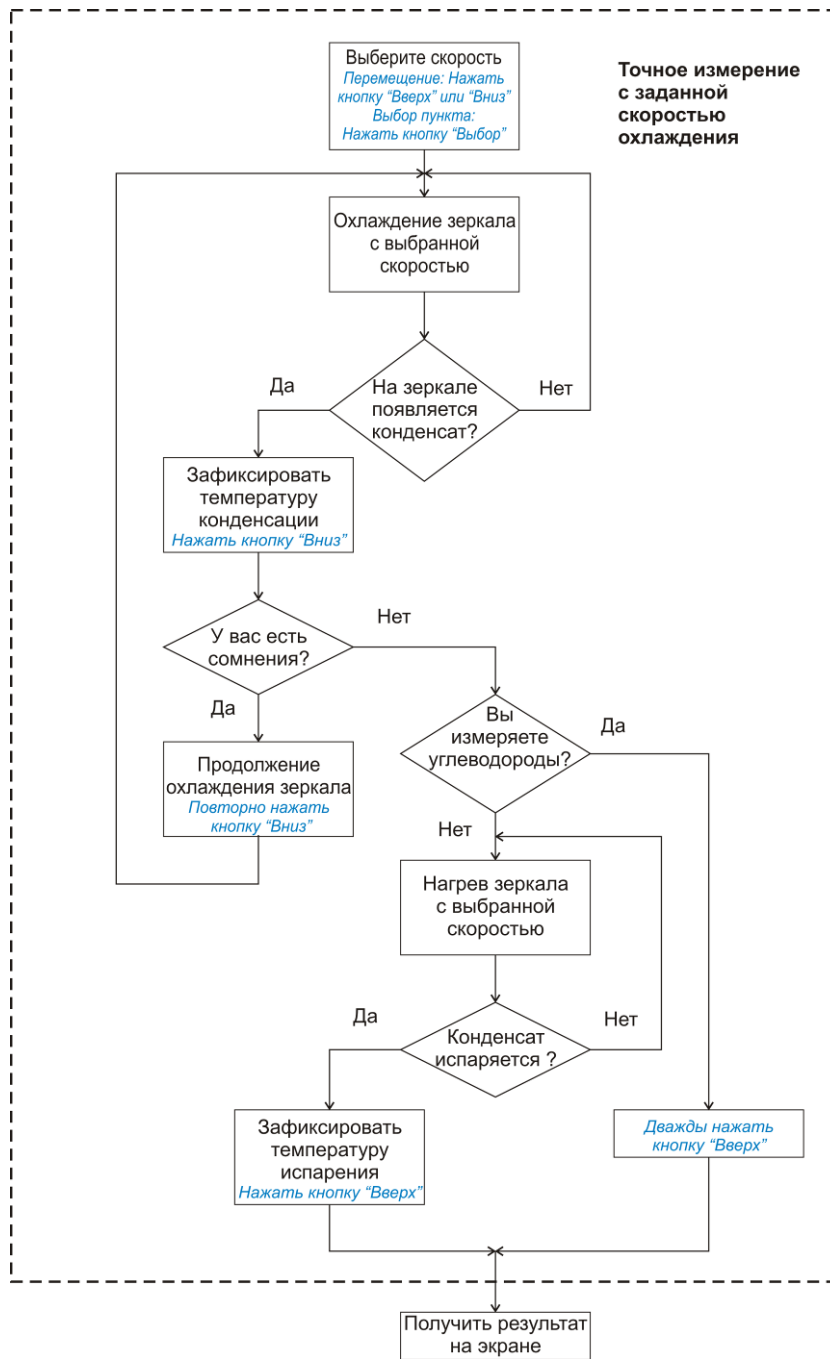 Выберите скорость
Перемещение: Нажать
кнопку “Вверх” или “Вниз”
Выбор пункта:
Нажать кнопку “Выбор”
Точное измерение
с заданной
скоростью
охлаждения
Охлаждение зеркала
с выбранной
скоростью
Да
На зеркале
появляется
конденсат?
Нет
Зафиксировать
температуру
конденсации
Нажать кнопку “Вниз”
У вас есть
сомнения?
Нет
Да
Продолжение
охлаждения зеркала
Повторно нажать
кнопку “Вниз”
Вы
измеряете
углеводороды?
Да
Нет
Нагрев зеркала
с выбранной
скоростью
Да
Конденсат
испаряется ?
Нет
Зафиксировать
температуру
испарения
Нажать кнопку “Вверх”
Дважды нажать
кнопку “Вверх”
Получить результат
на экране